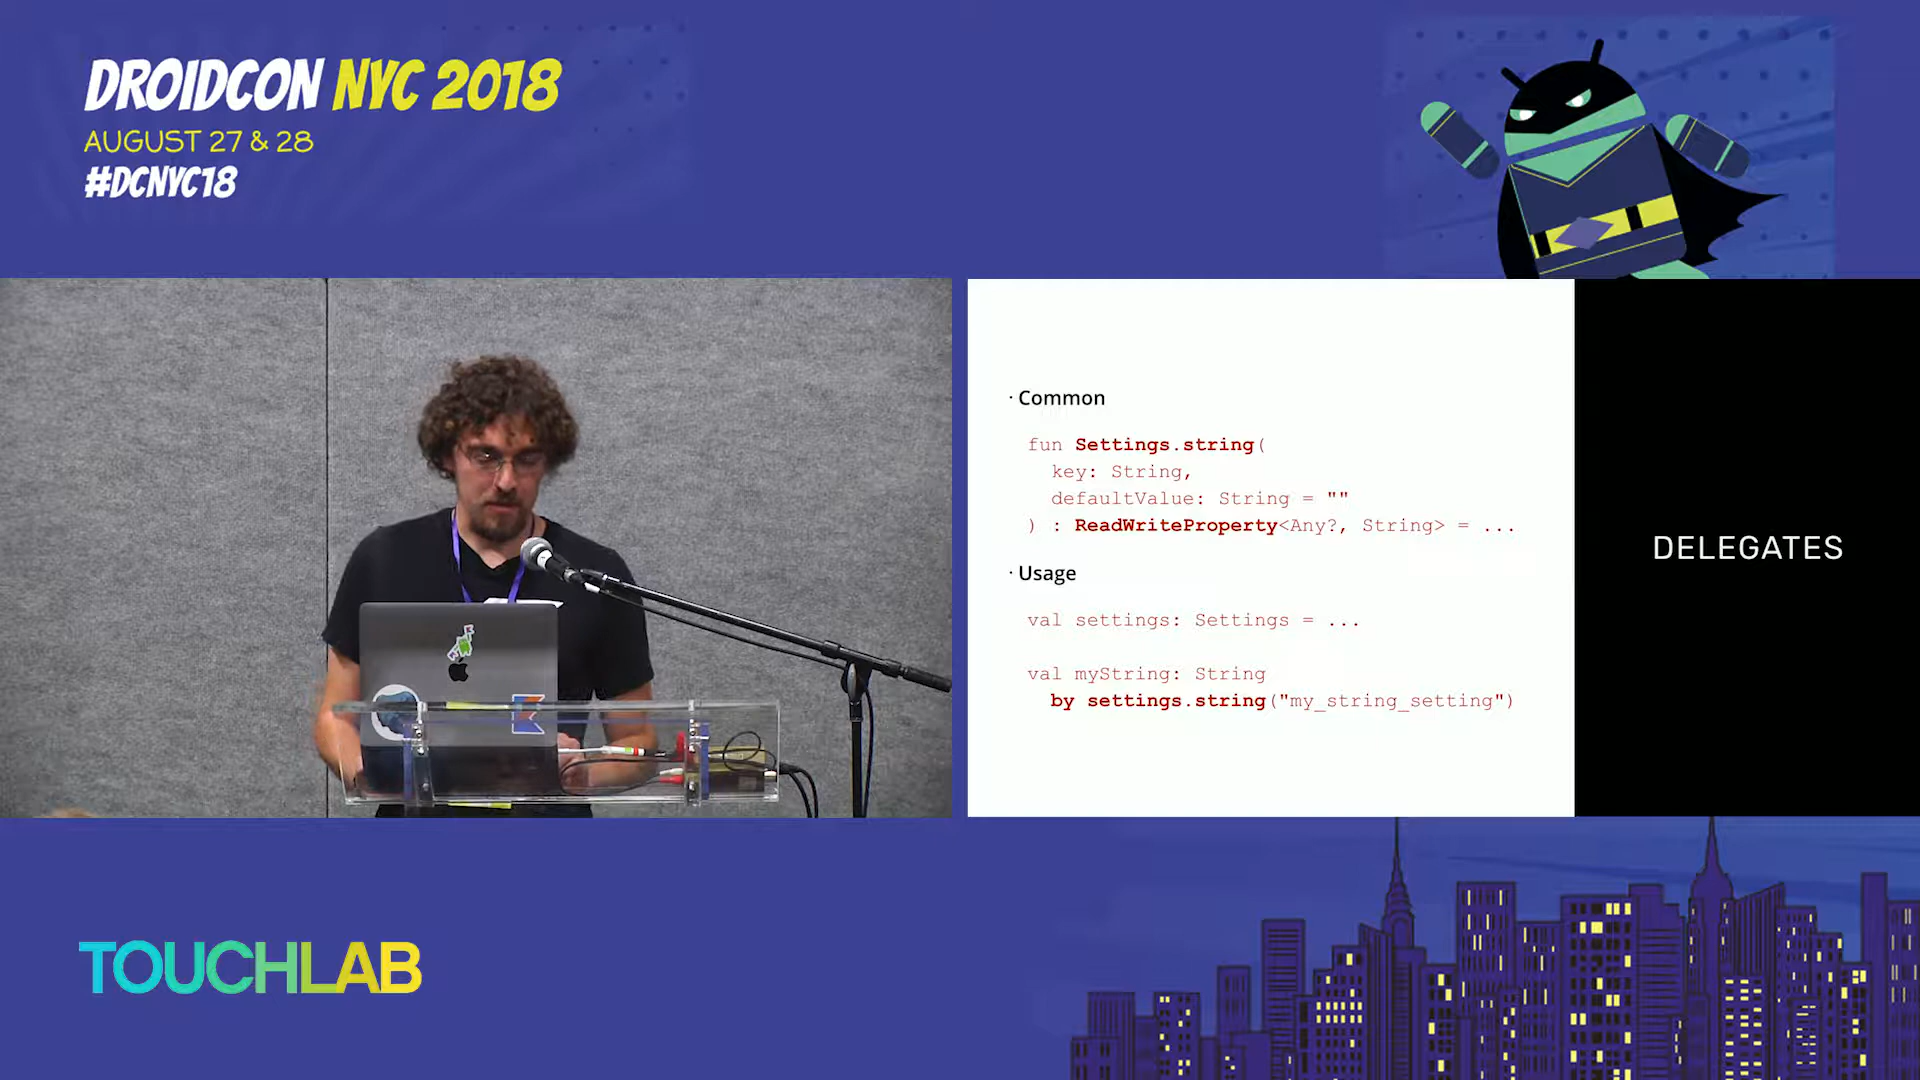 DROIDCON NYC 2018
AUGUST 27 & 28
#DCNYC18
· Common
fun Settings.string(
key: String,
defaultValue: String = ""
) : ReadWriteProperty<Any?, String> = ...
· Usage
val settings: Settings = ...
val myString: String
by settings.string("my_string_setting")
DELEGATES
TOUCHLAB